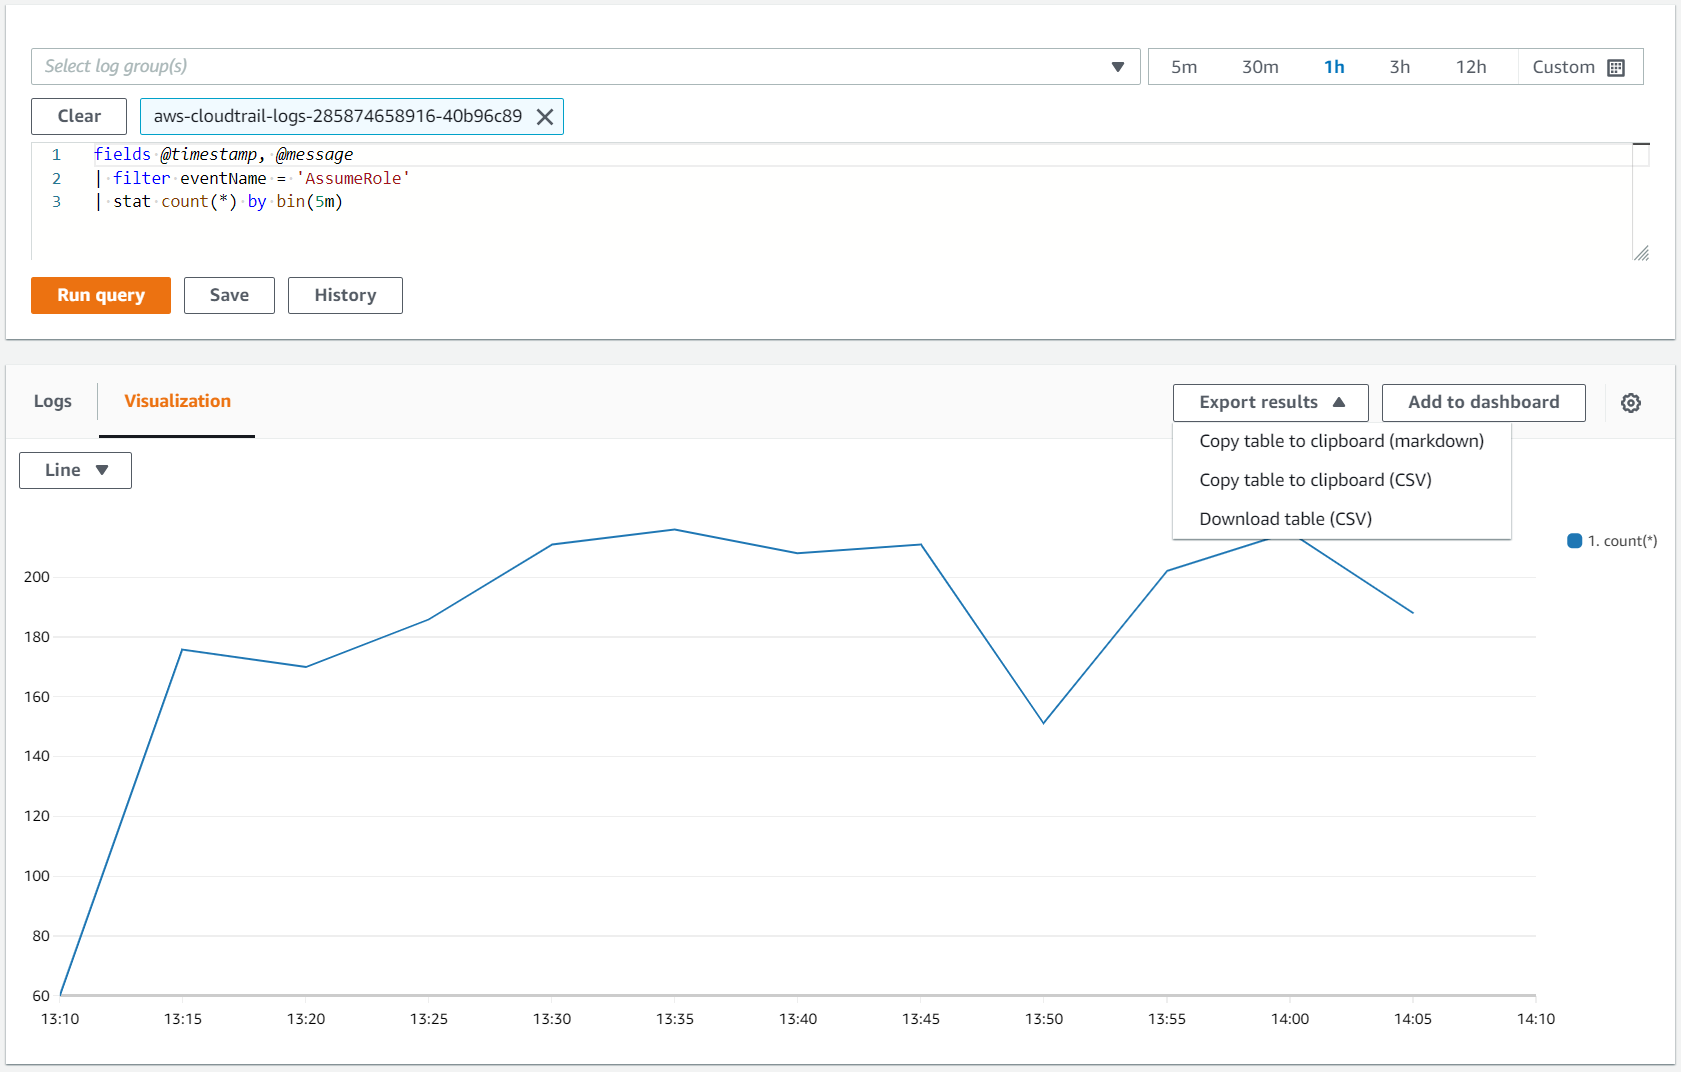 Select log group(s)
5m 30m 1h 3h 12h Custom
Clear aws-cloudtrail-logs-285874658916-40b96c89
1 fields @timestamp, @message
2 | filter eventName = 'AssumeRole'
3 | stat count(*) by bin(5m)
Run query Save History
Logs Visualization Export results Add to dashboard
Copy table to clipboard (markdown)
Copy table to clipboard (CSV)
Download table (CSV)
Line
1. count(*)
200
180
160
140
120
100
80
60
13:10 13:15 13:20 13:25 13:30 13:35 13:40 13:45 13:50 13:55 14:00 14:05 14:10